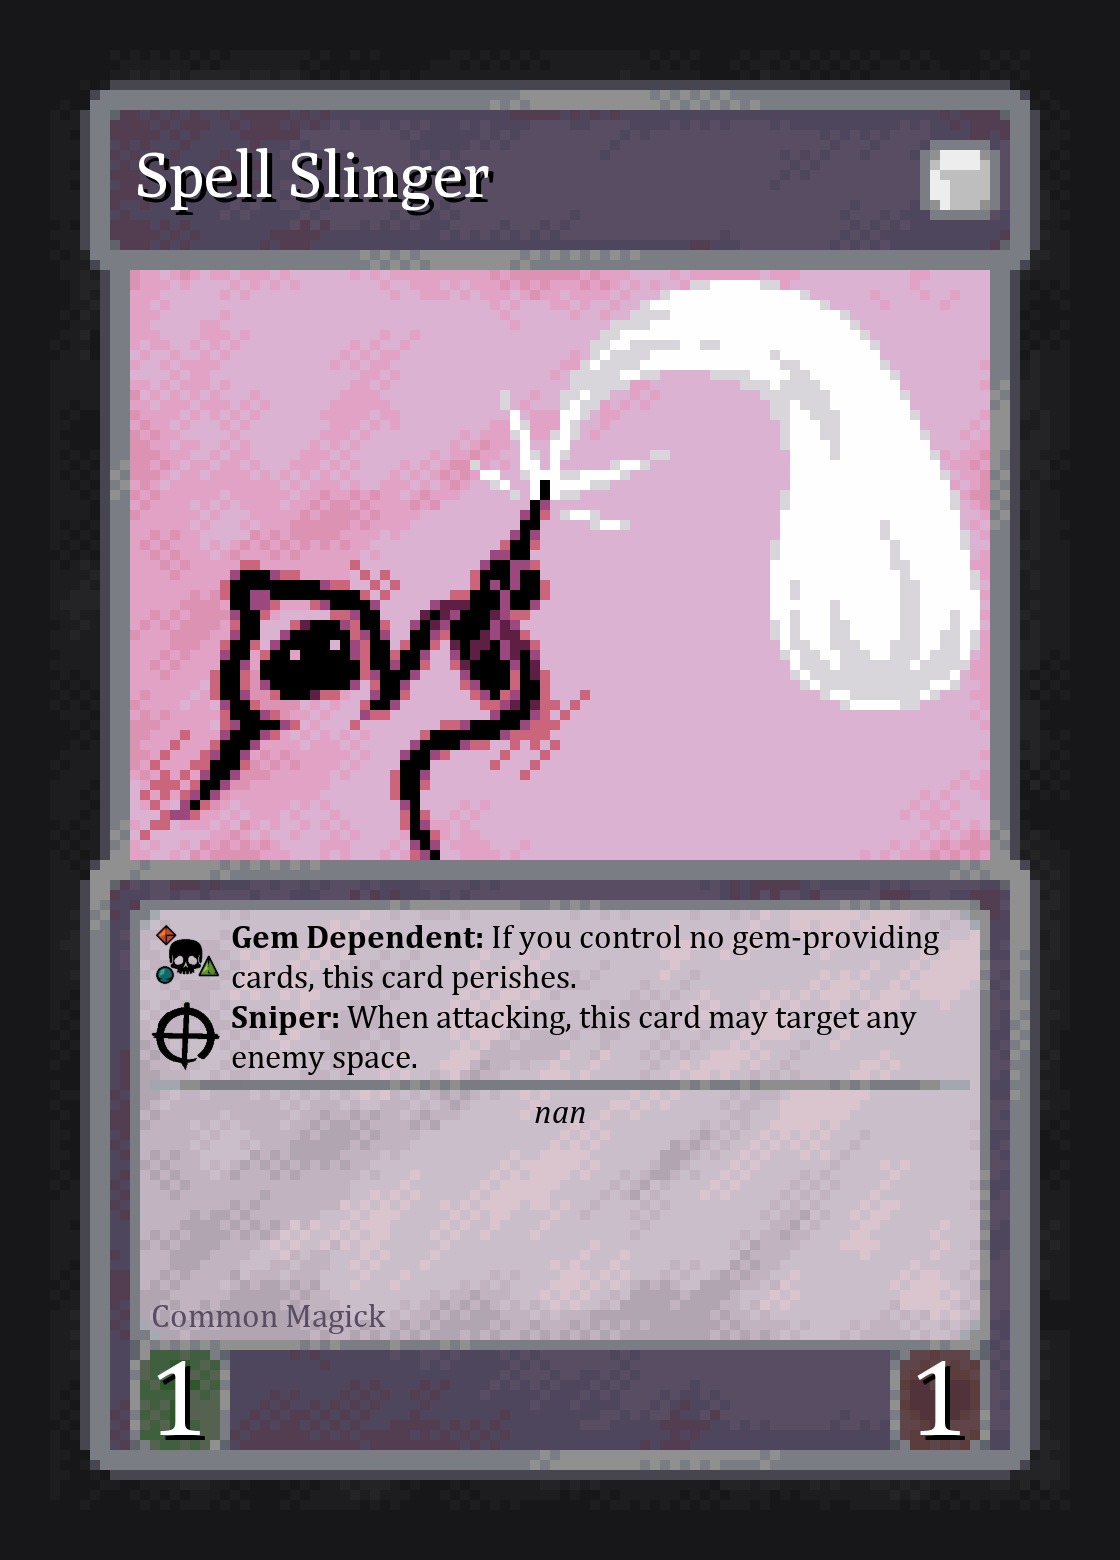 Spell Slinger
Gem Dependent: If you control no gem-providing
cards, this card perishes.
Sniper: When attacking, this card may target any
enemy space.
nan
Common Magick
1
1